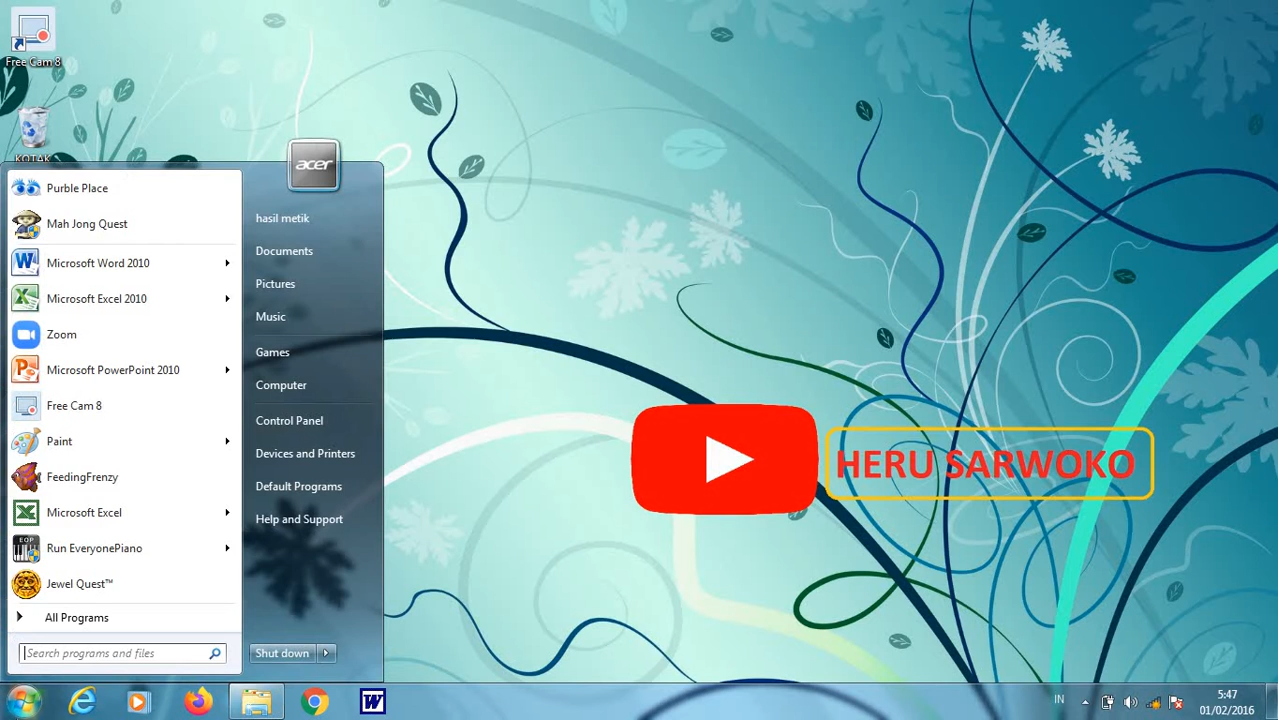 Free Cam 8
KOTAK
acer
Purble Place
Mah Jong Quest
Microsoft Word 2010
Microsoft Excel 2010
Zoom
Microsoft PowerPoint 2010
Free Cam 8
Paint
FeedingFrenzy
Microsoft Excel
EOP
Run EveryonePiano
Jewel Quest™
All Programs
Search programs and files
hasil metik
Documents
Pictures
Music
Games
Computer
Control Panel
Devices and Printers
Default Programs
Help and Support
Shut down
HERU SARWOKO
IN
5:47
01/02/2016